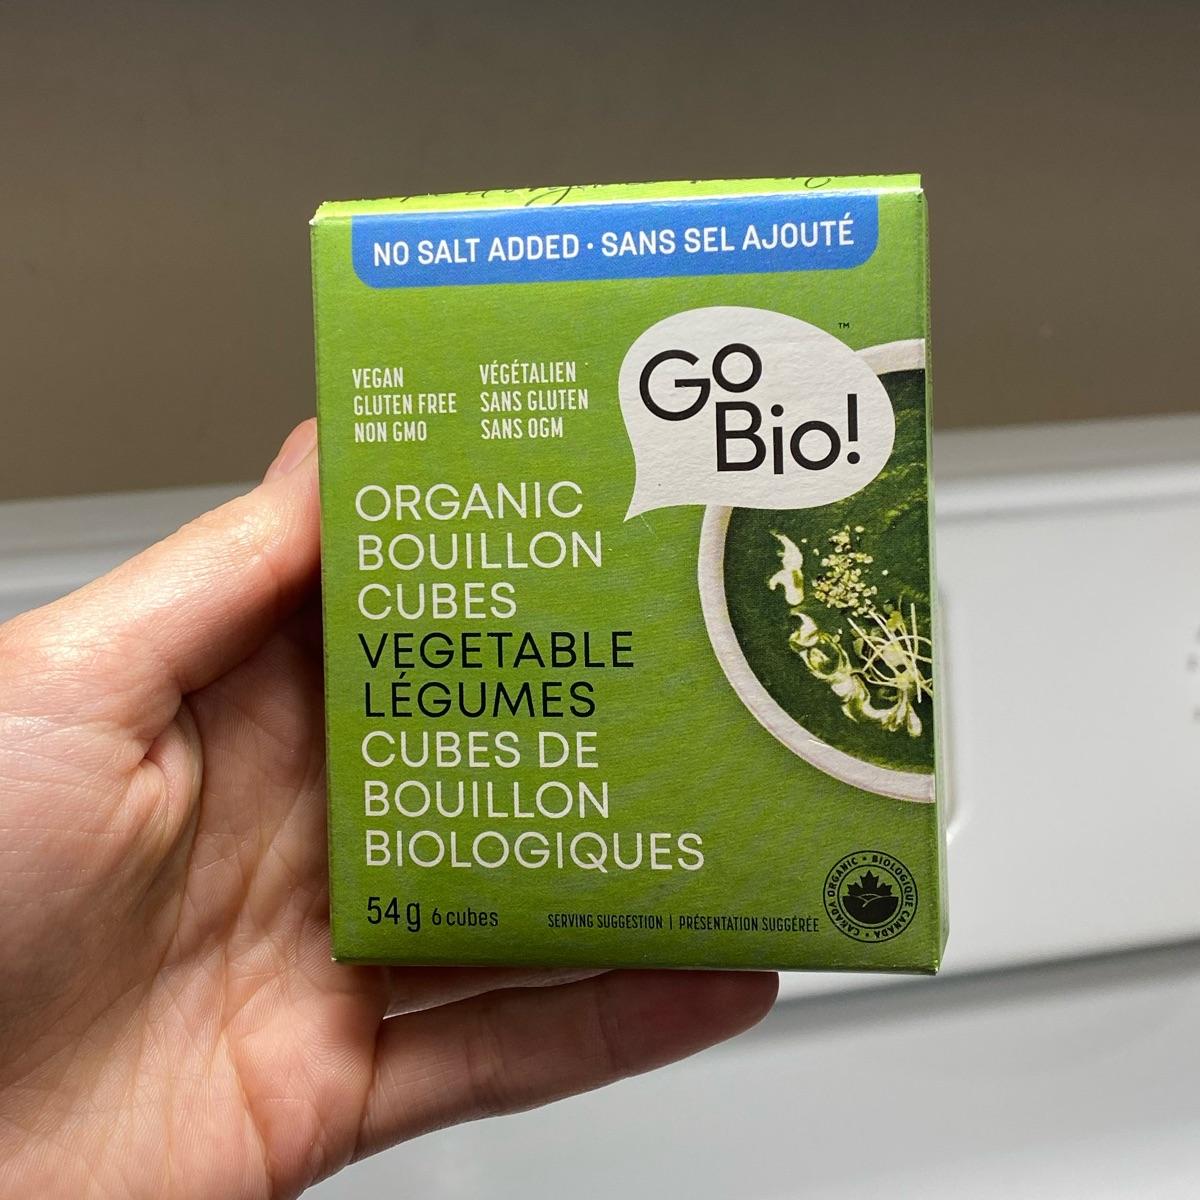 NO SALT ADDED · SANS SEL AJOUTÉ
Go
Bio!
™
VEGAN
GLUTEN FREE
NON GMO
VÉGÉTALIEN
SANS GLUTEN
SANS OGM
ORGANIC
BOUILLON
CUBES
VEGETABLE
LÉGUMES
CUBES DE
BOUILLON
BIOLOGIQUES
54g 6 cubes
SERVING SUGGESTION | PRÉSENTATION SUGGÉRÉE
CANADA ORGANIC • BIOLOGIQUE CANADA •